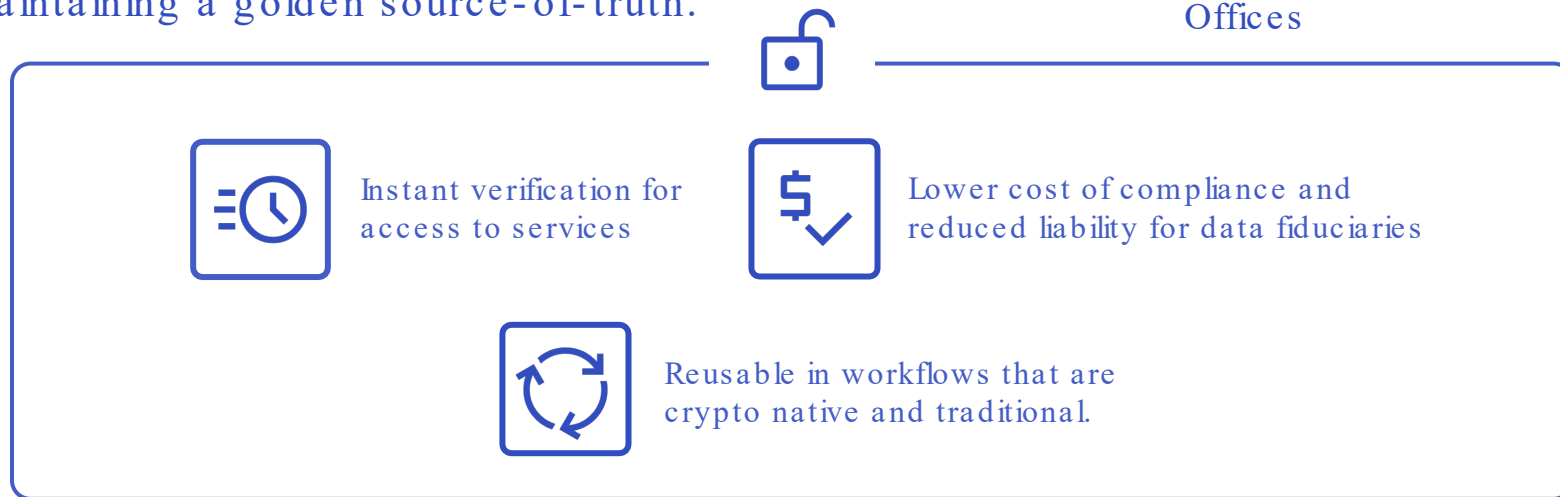 a golden source-of-truth.
Offices
Instant verification for
access to services
Lower cost of compliance and
reduced liability for data fiduciaries
Reusable in workflows that are
crypto native and traditional.